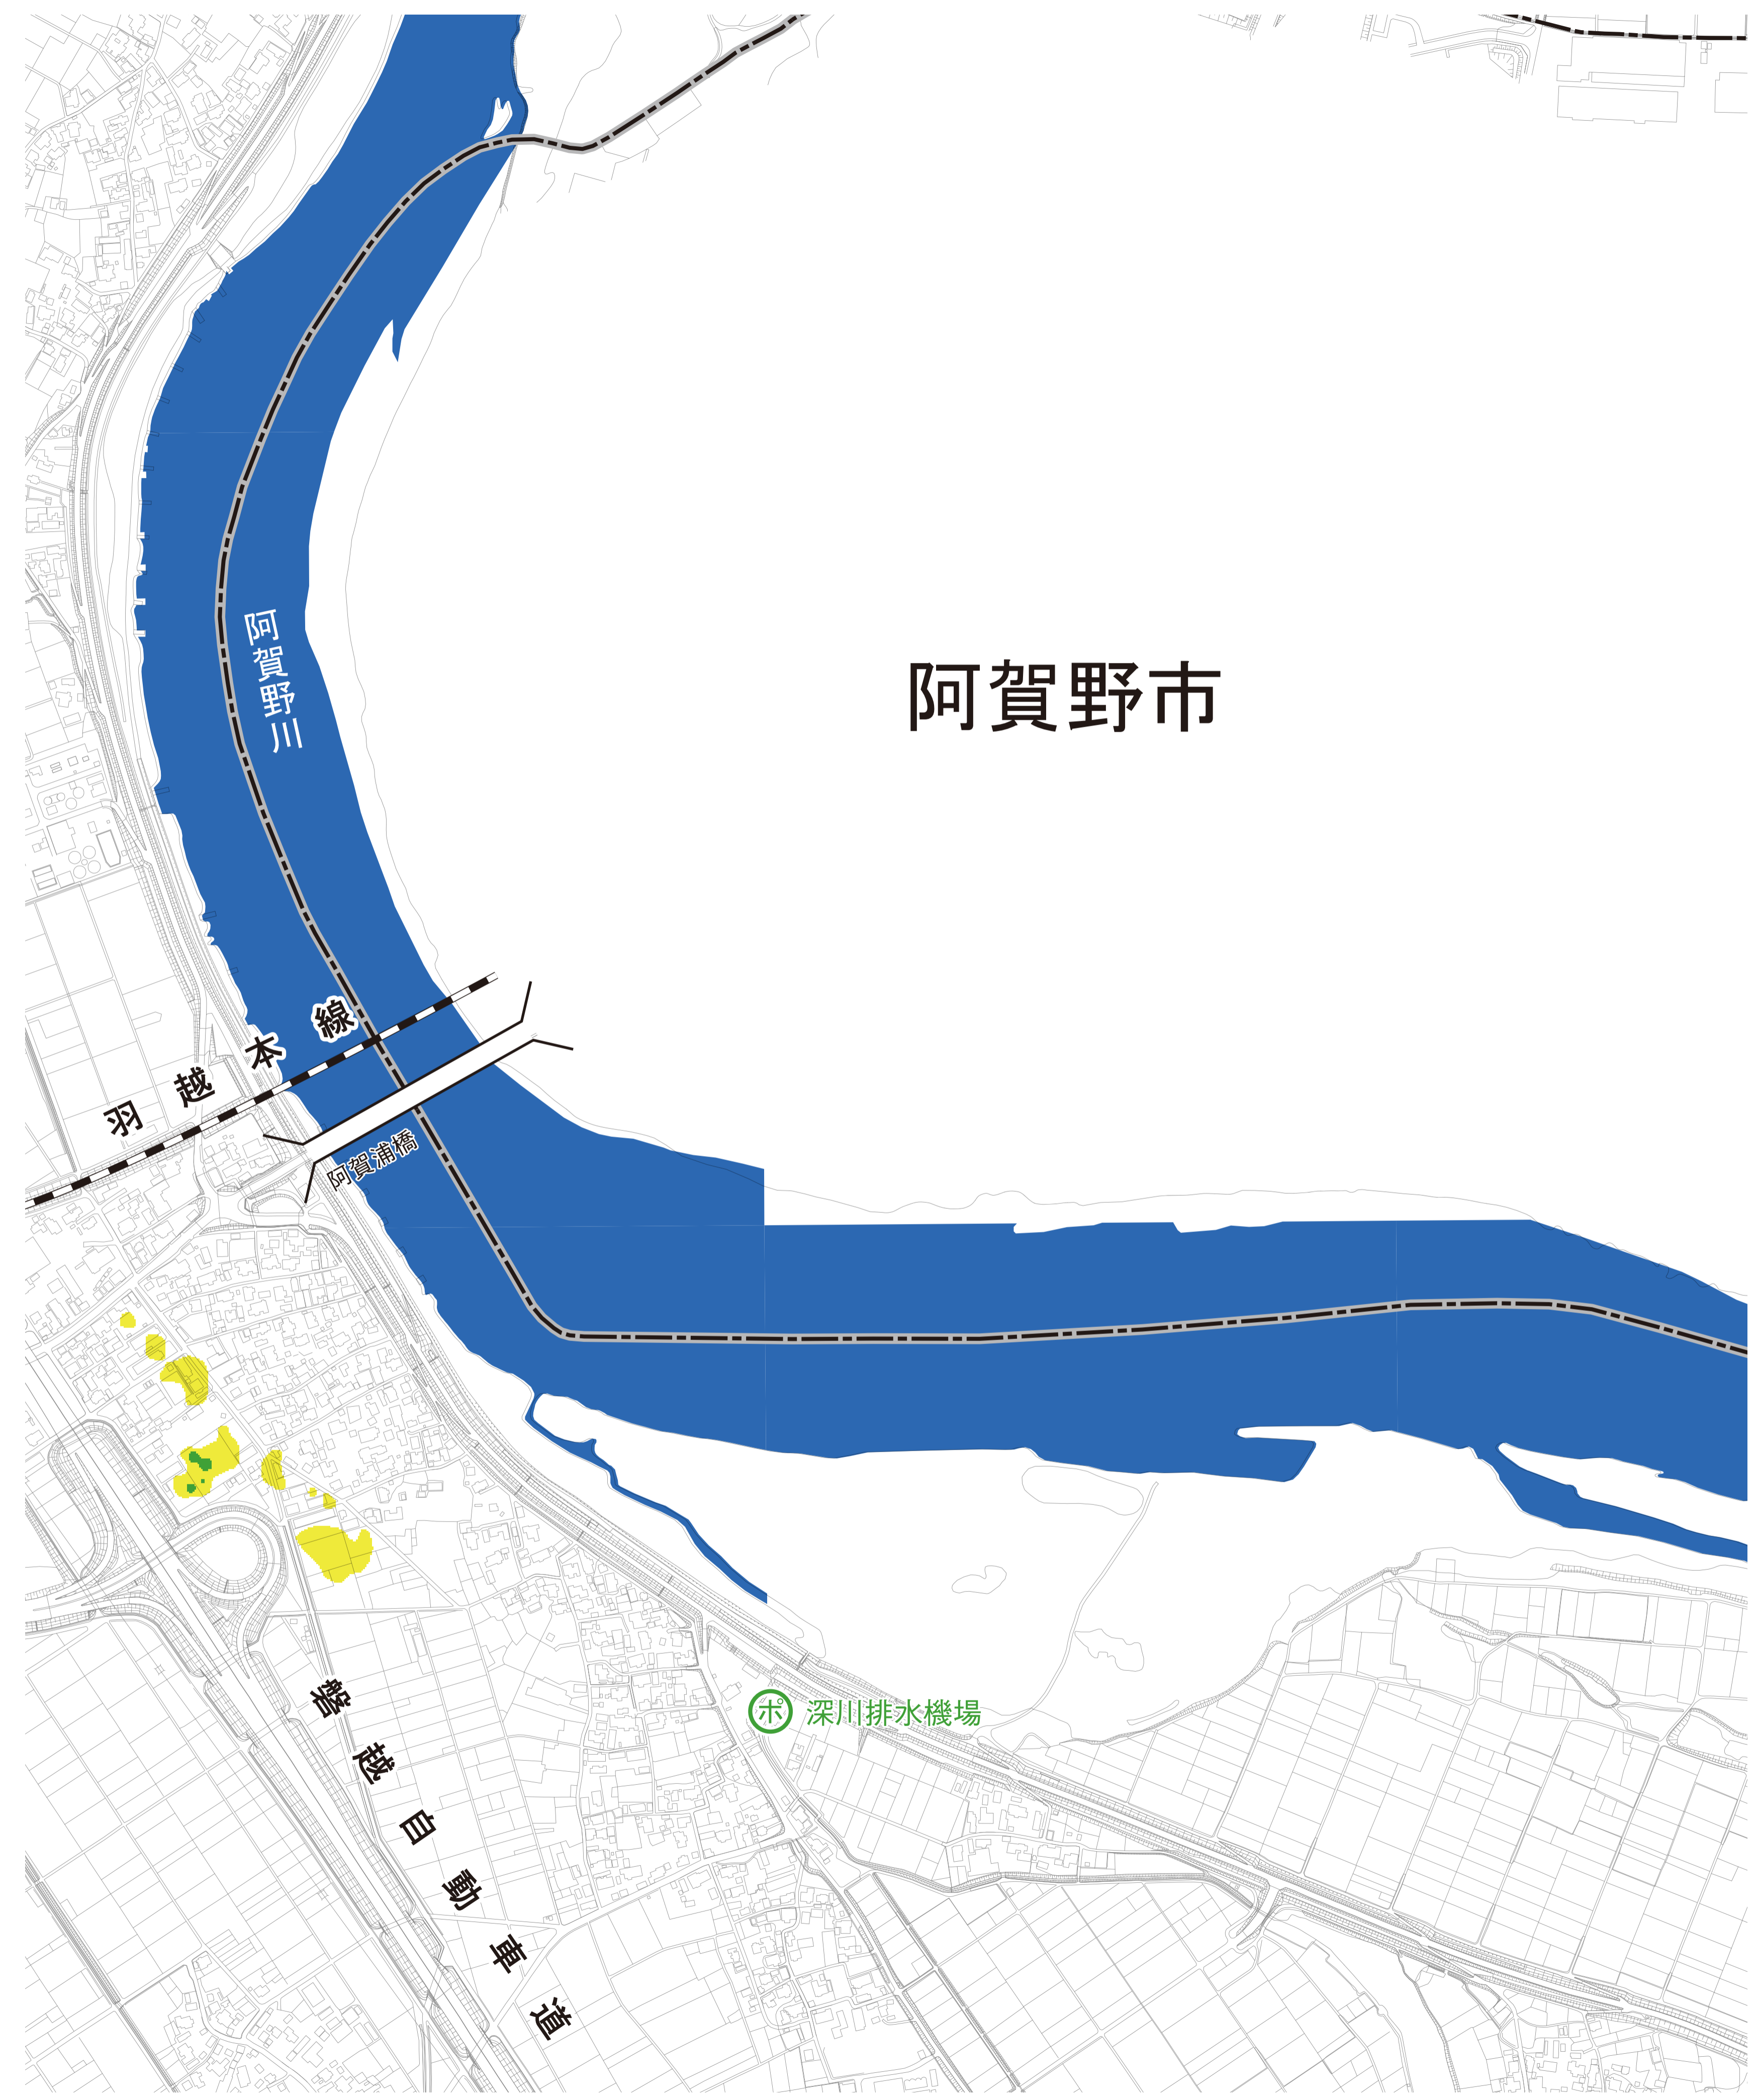 阿賀野川
阿賀野市
羽越本線
阿賀浦橋
ポ 深川排水機場
磐越自動車道